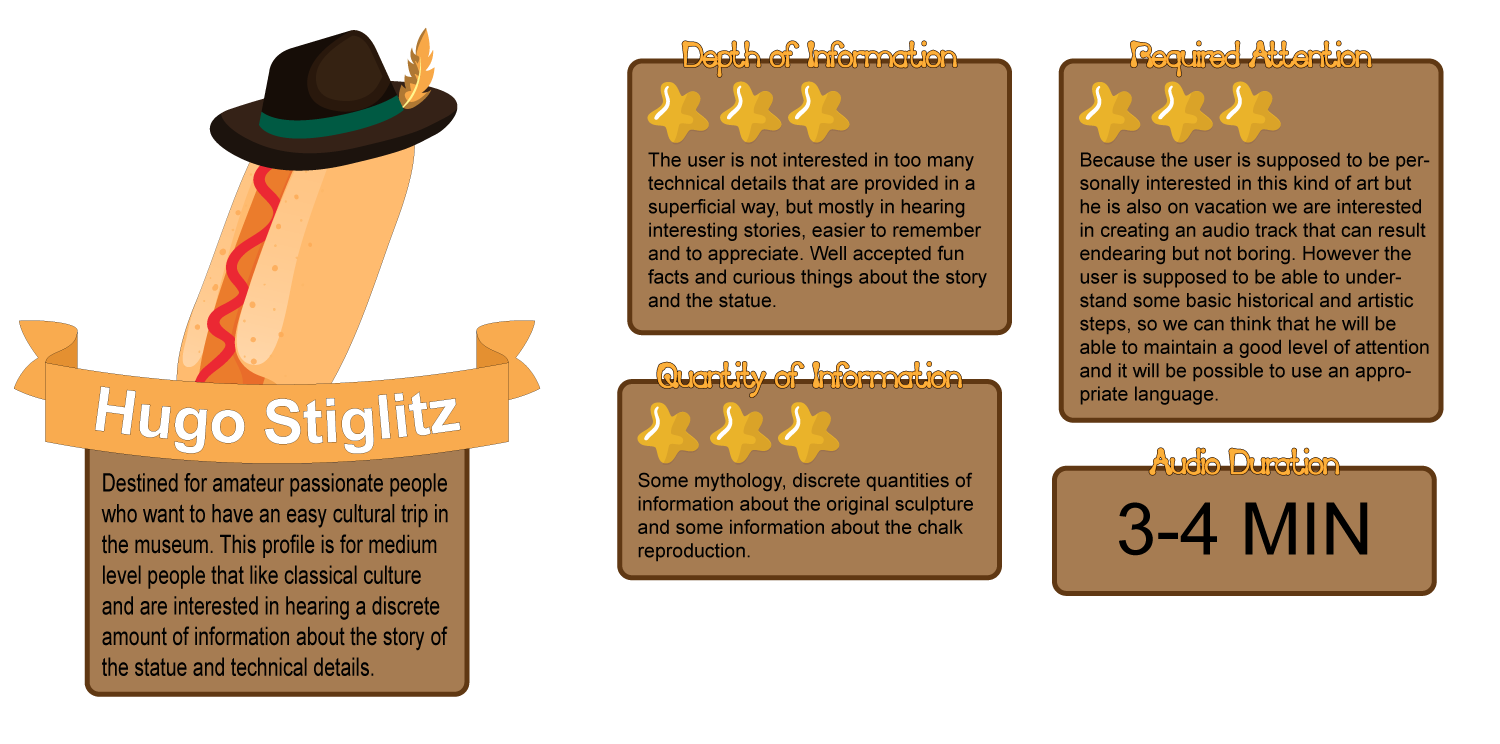 Hugo Stiglitz
Destined for amateur passionate people
who want to have an easy cultural trip in
the museum. This profile is for medium
level people that like classical culture
and are interested in hearing a discrete
amount of information about the story of
the statue and technical details.
Depth of Information
The user is not interested in too many
technical details that are provided in a
superficial way, but mostly in hearing
interesting stories, easier to remember
and to appreciate. Well accepted fun
facts and curious things about the story
and the statue.
Quantity of Information
Some mythology, discrete quantities of
information about the original sculpture
and some information about the chalk
reproduction.
Required Attention
Because the user is supposed to be per-
sonally interested in this kind of art but
he is also on vacation we are interested
in creating an audio track that can result
endearing but not boring. However the
user is supposed to be able to under-
stand some basic historical and artistic
steps, so we can think that he will be
able to maintain a good level of attention
and it will be possible to use an appro-
priate language.
Audio Duration
3-4 MIN